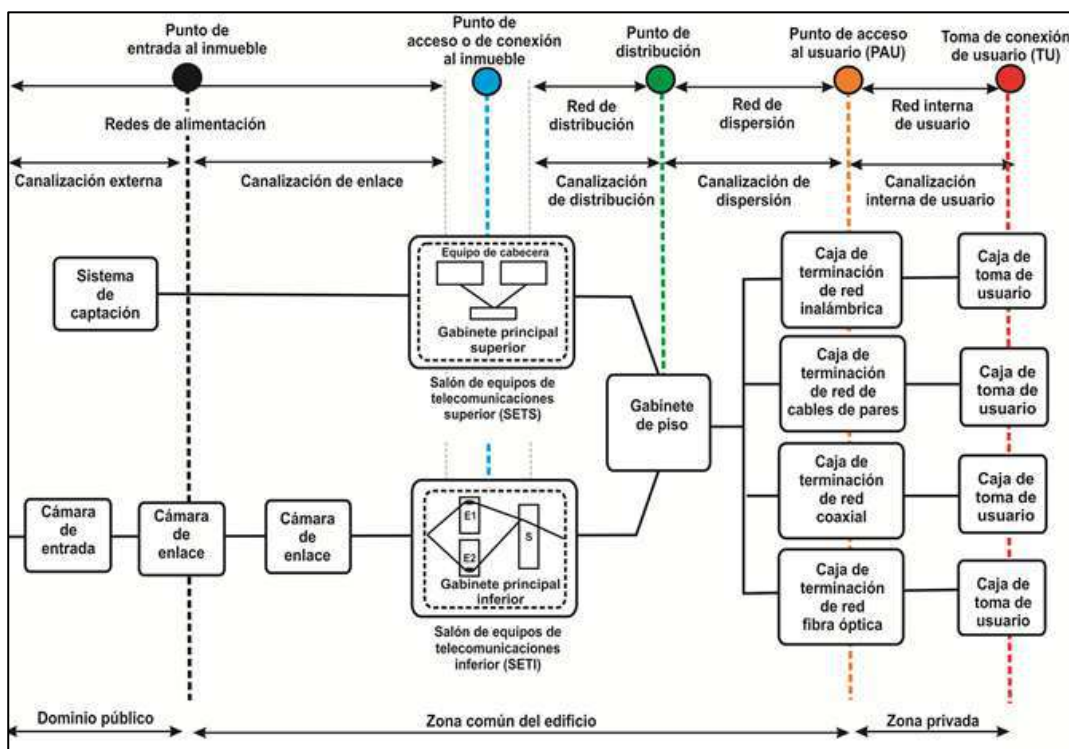 Punto de
entrada al inmueble
Punto de
acceso o de conexión
al inmueble
Punto de
distribución
Punto de acceso
al usuario (PAU)
Toma de conexión
de usuario (TU)
Redes de alimentación
Red de
distribución
Red de
dispersión
Red interna
de usuario
Canalización externa
Canalización de enlace
Canalización
de distribución
Canalización de
dispersión
Canalización
interna de usuario
Sistema
de
captación
Equipo de cabecera
Gabinete principal
superior
Salón de equipos de
telecomunicaciones
superior (SETS)
Gabinete
de piso
Caja de
terminación
de red
inalámbrica
Caja de
toma de
usuario
Caja de
terminación
de red de
cables de pares
Caja de
toma de
usuario
Cámara
de
entrada
Cámara
de
enlace
Cámara
de
enlace
E1
E2
S
Gabinete principal
inferior
Salón de equipos de
telecomunicaciones
inferior (SETI)
Caja de
terminación
de red
coaxial
Caja de
toma de
usuario
Caja de
terminación
de red
fibra óptica
Caja de
toma de
usuario
Dominio público
Zona común del edificio
Zona privada